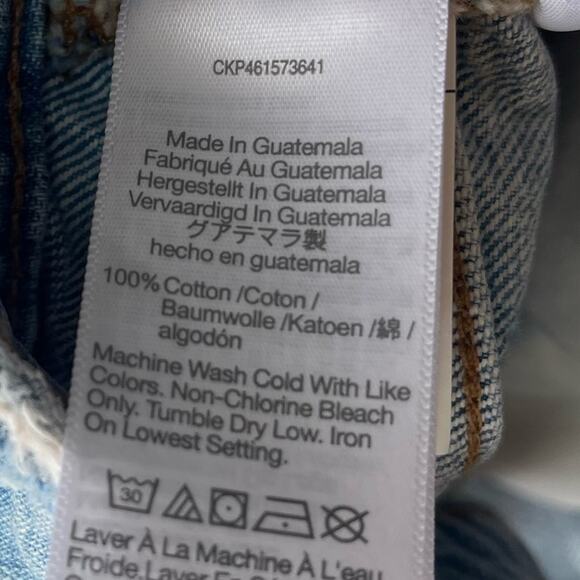 CKP461573641
Made In Guatemala
Fabriqué Au Guatemala
Hergestellt In Guatemala
Vervaardigd In Guatemala
グアテマラ製
hecho en guatemala
100% Cotton /Coton /
Baumwolle /Katoen /綿 /
algodón
Machine Wash Cold With Like
Colors. Non-Chlorine Bleach
Only. Tumble Dry Low. Iron
On Lowest Setting.
30
Laver À La Machine À L'eau
Froide, Laver